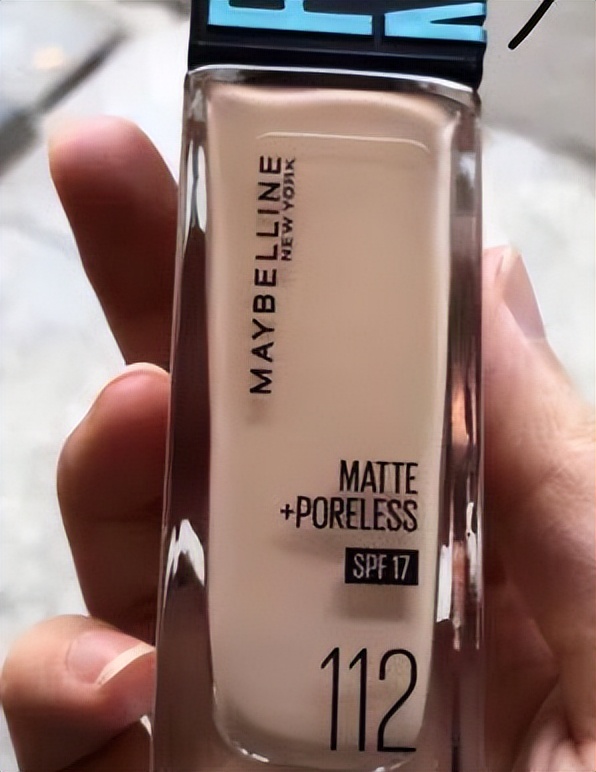 MAYBELLINE
NEW YORK
MATTE
+PORELESS
SPF 17
112